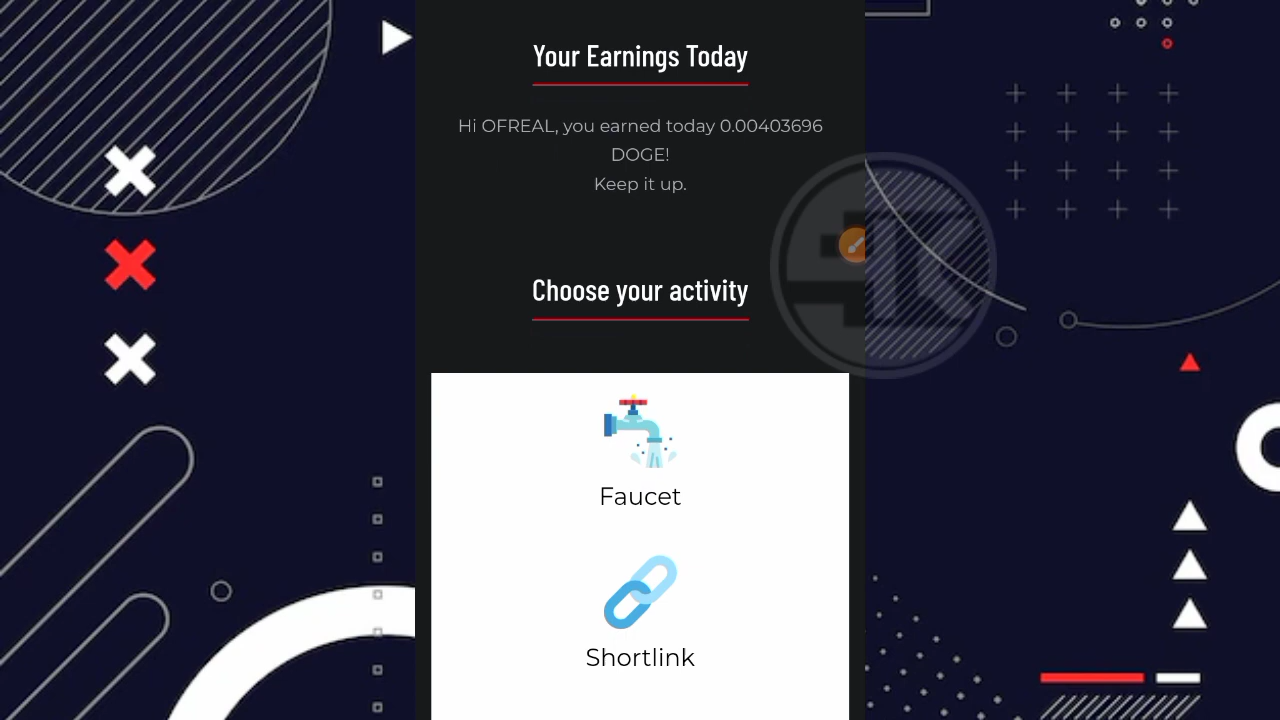 Your Earnings Today
Hi OFREAL, you earned today 0.00403696
DOGE!
Keep it up.
Choose your activity
Faucet
Shortlink